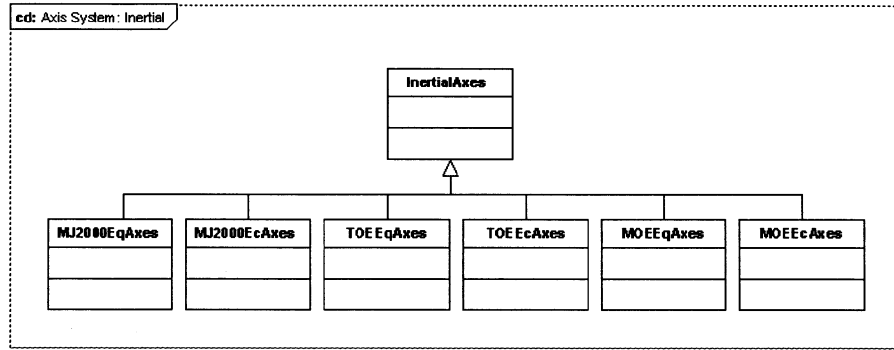 cd: Axis System: Inertial
InertialAxes
MJ2000EqAxes MJ2000EcAxes TOEEqAxes TOEEcAxes MOEEqAxes MOEEcAxes